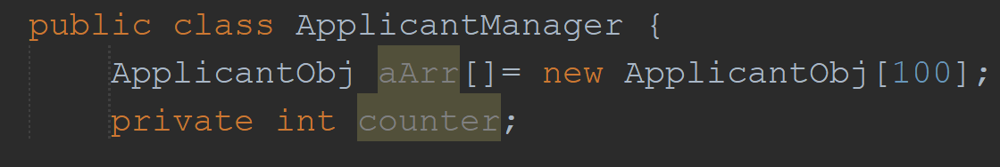 public class ApplicantManager {
ApplicantObj aArr[]= new ApplicantObj[100];
private int counter;